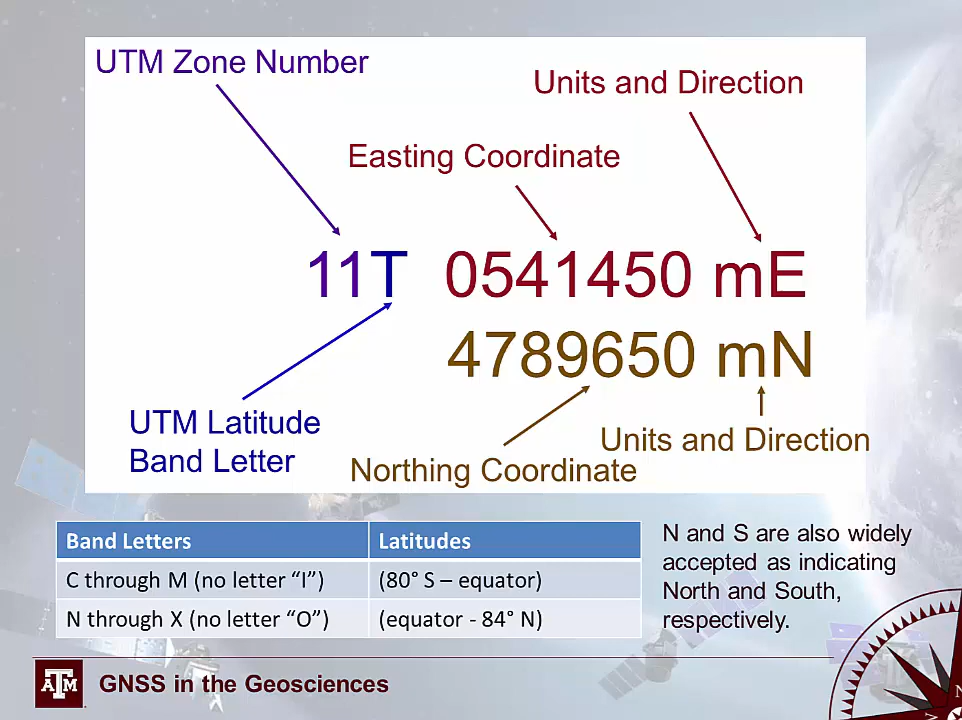 UTM Zone Number
Units and Direction
Easting Coordinate
11T 0541450 mE
4789650 mN
UTM Latitude
Band Letter
Units and Direction
Northing Coordinate
Band Letters Latitudes
C through M (no letter “I”) (80° S – equator)
N through X (no letter “O”) (equator - 84° N)
N and S are also widely
accepted as indicating
North and South,
respectively.
ATM GNSS in the Geosciences
N